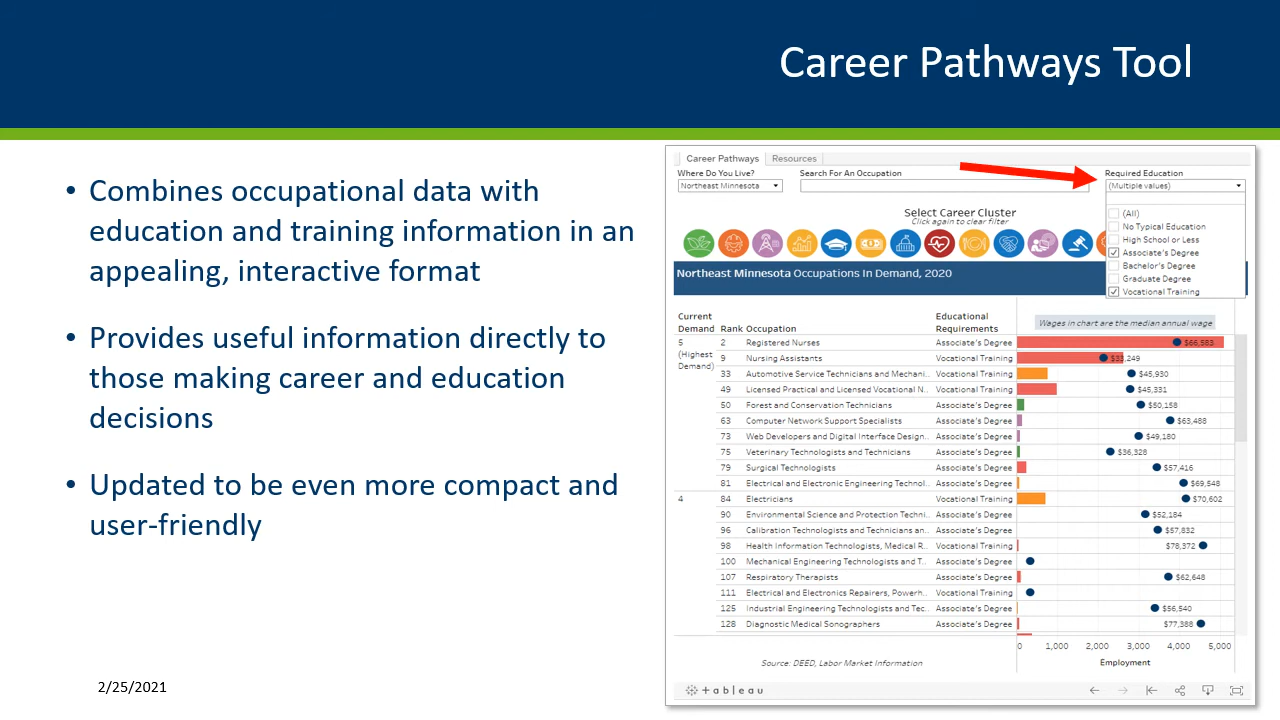 Career Pathways Tool
• Combines occupational data with
education and training information in an
appealing, interactive format
• Provides useful information directly to
those making career and education
decisions
• Updated to be even more compact and
user-friendly
2/25/2021
Career Pathways Resources
Where Do You Live? Search For An Occupation Required Education
Northeast Minnesota (Multiple values)
(All)
No Typical Education
High School or Less
Associate's Degree
Bachelor's Degree
Graduate Degree
Vocational Training
Select Career Cluster
Click again to clear filter
Northeast Minnesota Occupations In Demand, 2020
Current Demand Rank Occupation Educational Requirements
Wages in chart are the median annual wage
5 (Highest Demand) 2 Registered Nurses Associate's Degree $66,583
9 Nursing Assistants Vocational Training $33,249
33 Automotive Service Technicians and Mechani.. Vocational Training $45,930
49 Licensed Practical and Licensed Vocational N.. Vocational Training $45,331
50 Forest and Conservation Technicians Associate's Degree $50,158
63 Computer Network Support Specialists Associate's Degree $63,488
73 Web Developers and Digital Interface Design.. Associate's Degree $49,180
75 Veterinary Technologists and Technicians Associate's Degree $36,328
79 Surgical Technologists Associate's Degree $57,416
81 Electrical and Electronic Engineering Technol.. Associate's Degree $69,548
4 84 Electricians Vocational Training $70,602
90 Environmental Science and Protection Techni.. Associate's Degree $52,184
96 Calibration Technologists and Technicians an.. Associate's Degree $57,832
98 Health Information Technologists, Medical R.. Vocational Training $78,372
100 Mechanical Engineering Technologists and T.. Associate's Degree
107 Respiratory Therapists Associate's Degree $62,648
111 Electrical and Electronics Repairers, Powerh.. Vocational Training
125 Industrial Engineering Technologists and Tec.. Associate's Degree $56,540
128 Diagnostic Medical Sonographers Associate's Degree $77,388
0 1,000 2,000 3,000 4,000 5,000
Employment
Source: DEED, Labor Market Information
+ableau